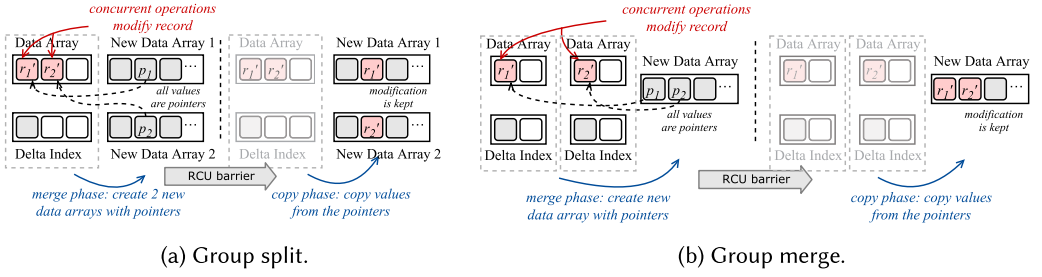 concurrent operations
modify record
Data Array
New Data Array 1
r1' r2'
p1 ...
all values
are pointers
p2 ...
Delta Index
New Data Array 2
merge phase: create 2 new
data arrays with pointers
RCU barrier
Data Array
New Data Array 1
r1' r2'
r1' ...
modification
is kept
r2' ...
Delta Index
New Data Array 2
copy phase: copy values
from the pointers
(a) Group split.
concurrent operations
modify record
Data Array Data Array
New Data Array
r1' r2'
p1 p2 ...
all values
are pointers
Delta Index Delta Index
merge phase: create new
data array with pointers
RCU barrier
Data Array Data Array
New Data Array
r1' r2'
r1' r2' ...
modification
is kept
Delta Index Delta Index
copy phase: copy values
from the pointers
(b) Group merge.